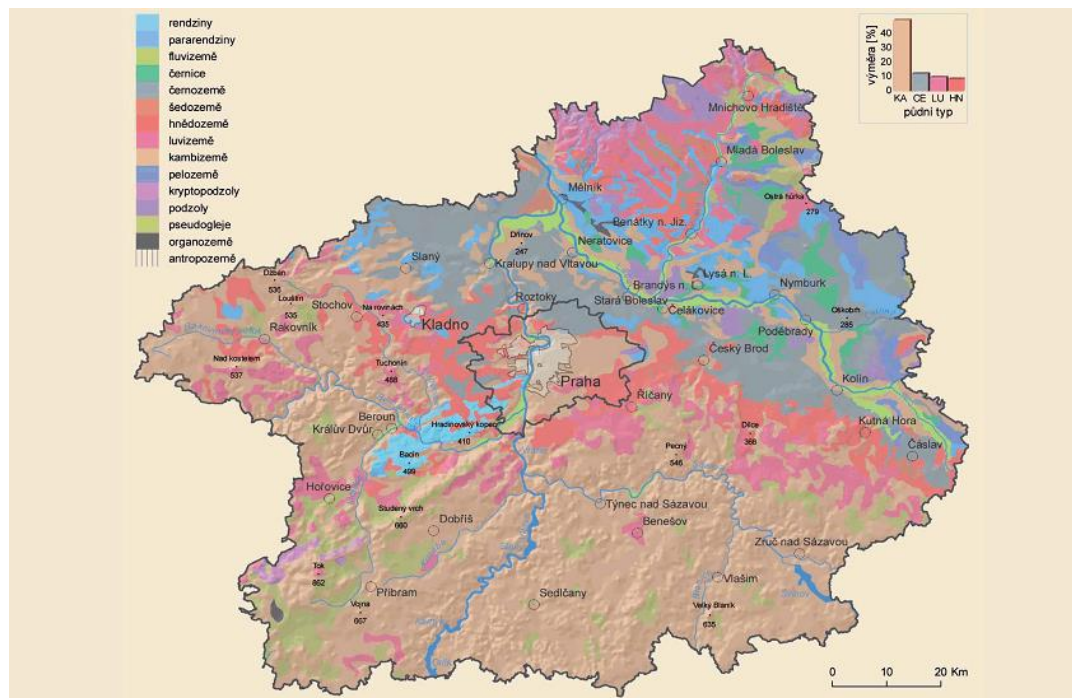 rendziny
pararendziny
fluvizemě
černice
černozemě
šedozemě
hnědozemě
luvizemě
kambizemě
pelozemě
kryptopodzoly
podzoly
pseudogleje
organozemě
antropozemě
výměra [%]
40
30
20
10
0
KA CE LU HN
půdní typ
Mnichovo Hradiště
Mladá Boleslav
Mělník
Ostrá hůrka
279
Benátky n. Jiz.
Dřínov
247
Neratovice
Slaný
Kralupy nad Vltavou
Lysá n. L.
Džbán
536
Brandýs n.
Nymburk
Louštín
535
Stochov
Na rovinách
435
Roztoky
Stará Boleslav
Čelákovice
Oškobrh
285
Kladno
Poděbrady
Rakovník
Český Brod
Nad kostelem
537
Tuchonín
488
Praha
Kolín
Říčany
Beroun
Hradinovský kopec
410
Králův Dvůr
Kutná Hora
Dílce
368
Čáslav
Bacín
499
Pecný
546
Hořovice
Týnec nad Sázavou
Studený vrch
660
Dobříš
Benešov
Zruč nad Sázavou
Tok
862
Příbram
Vlašim
Vojna
667
Sedlčany
Velký Blaník
635
0 10 20 Km